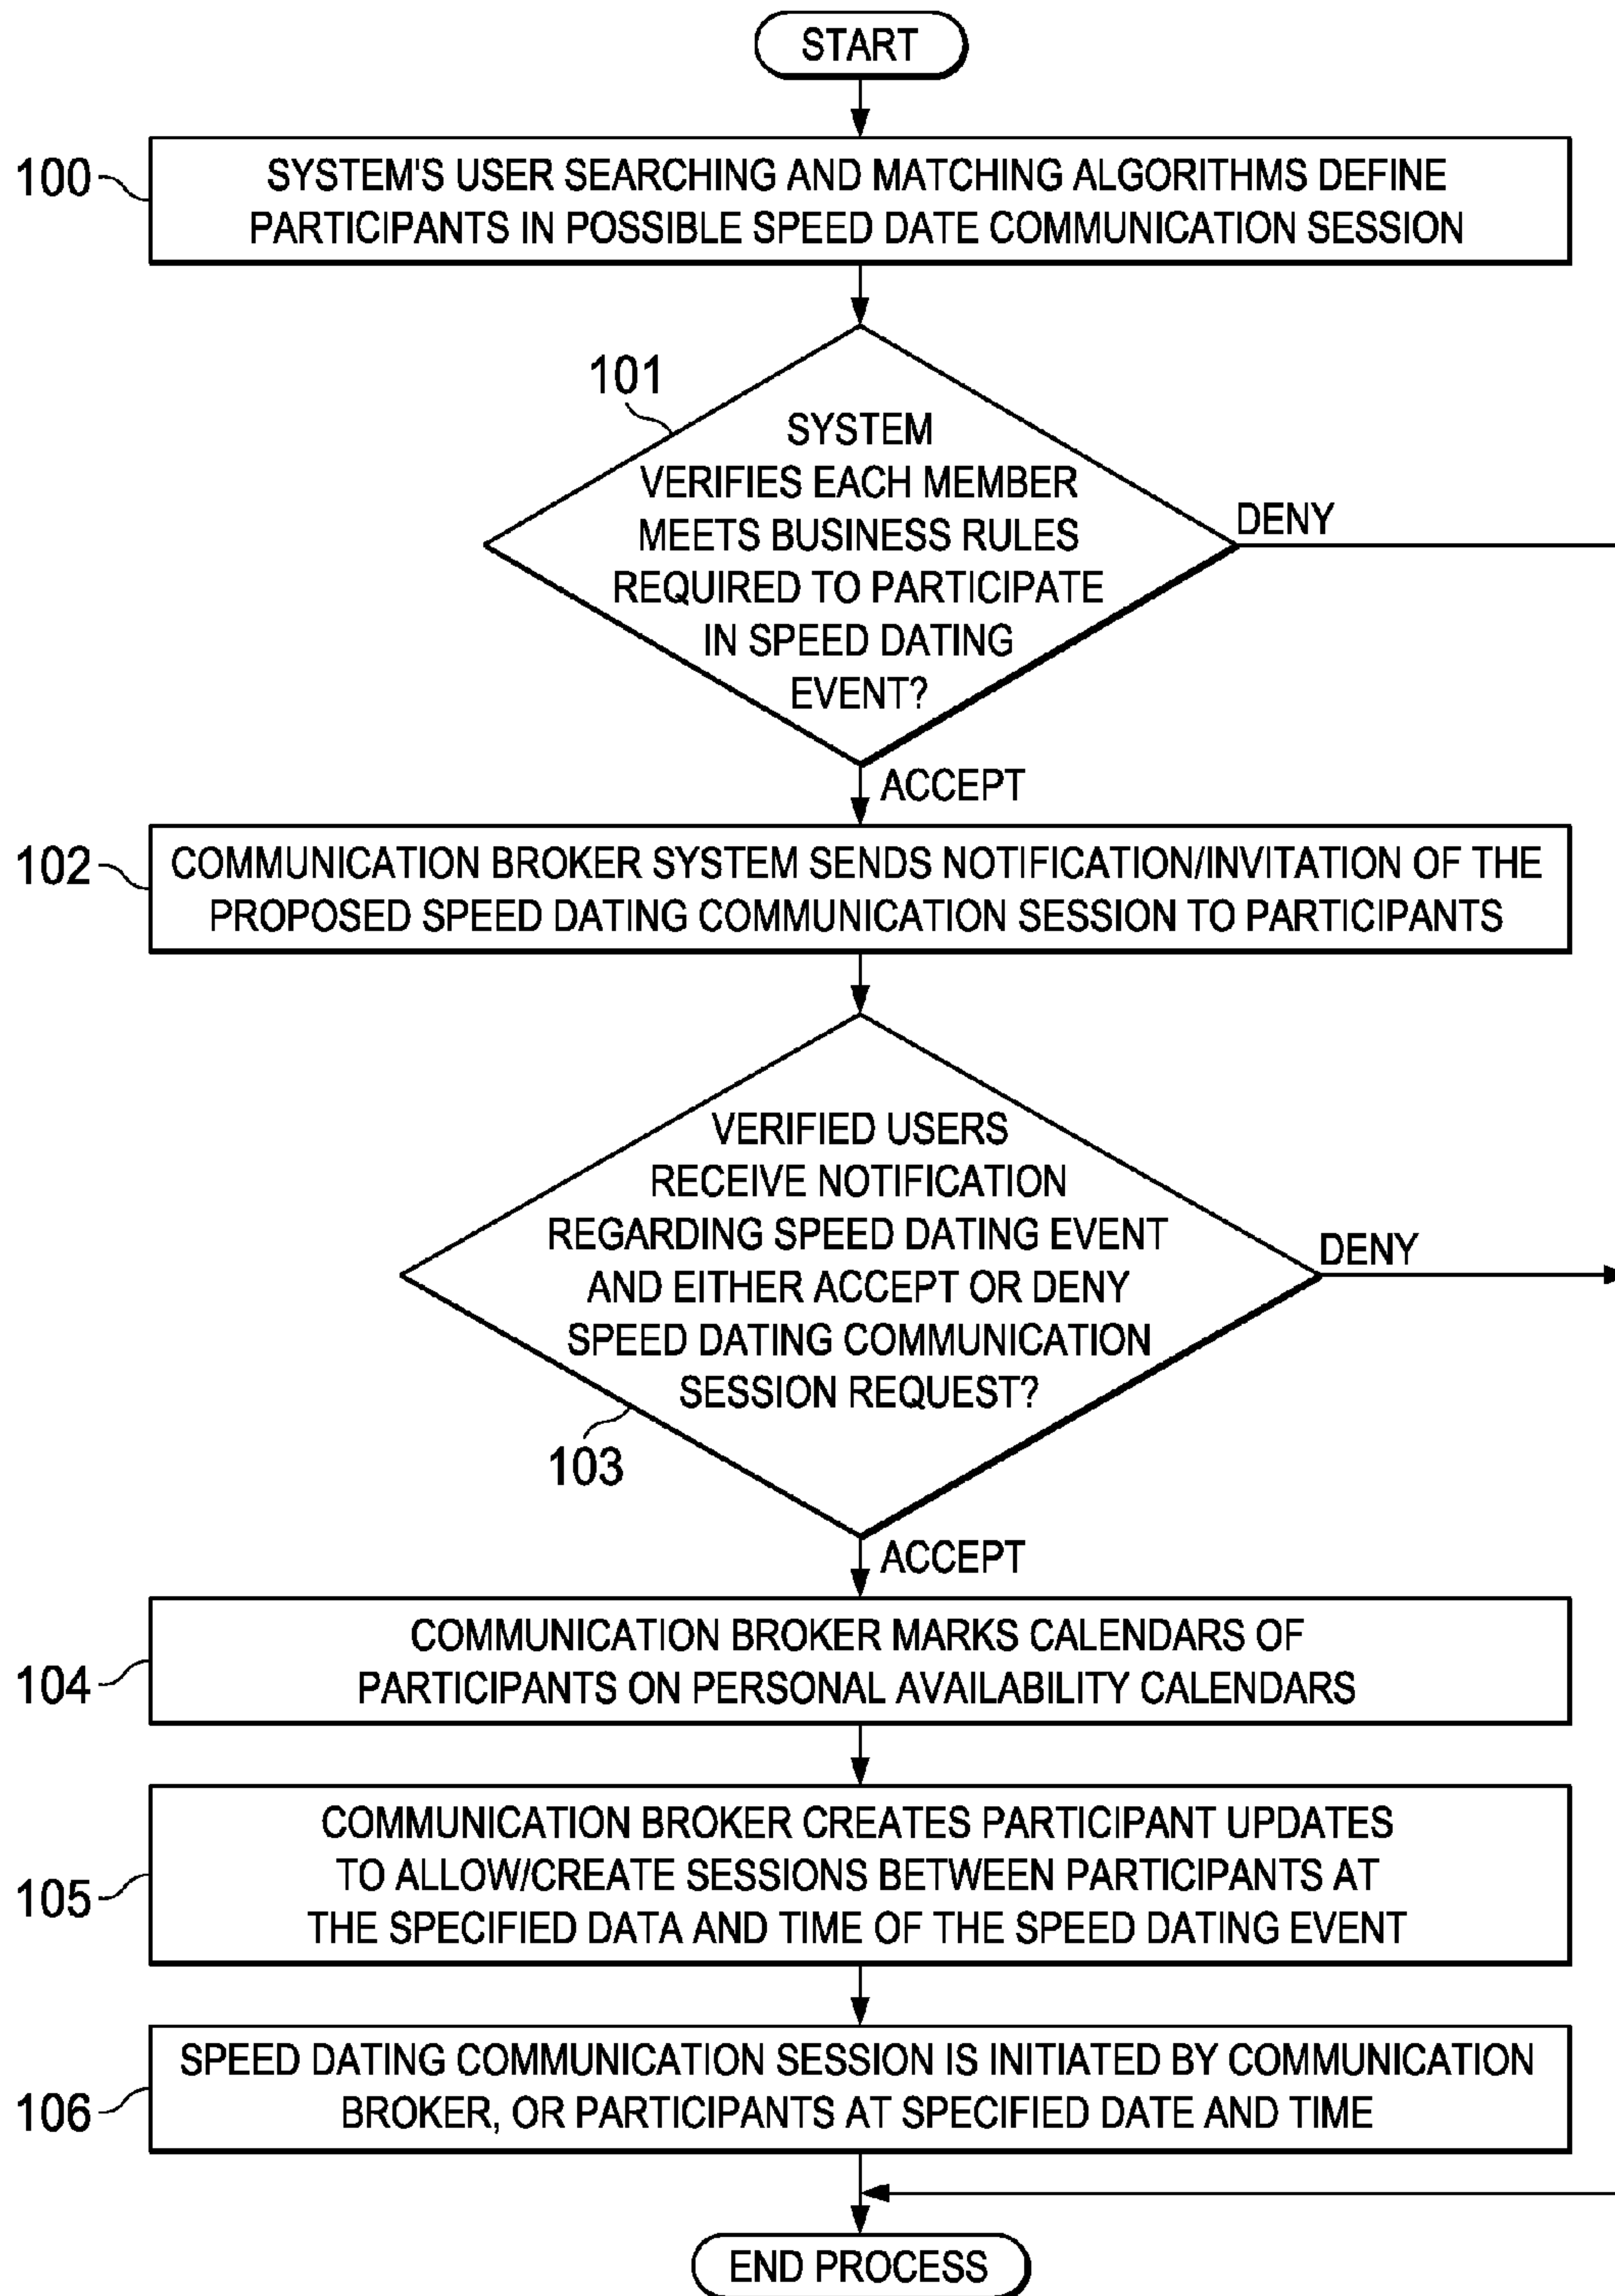 START
100
SYSTEM'S USER SEARCHING AND MATCHING ALGORITHMS DEFINE
PARTICIPANTS IN POSSIBLE SPEED DATE COMMUNICATION SESSION
101
SYSTEM
VERIFIES EACH MEMBER
MEETS BUSINESS RULES
REQUIRED TO PARTICIPATE
IN SPEED DATING
EVENT?
DENY
ACCEPT
102
COMMUNICATION BROKER SYSTEM SENDS NOTIFICATION/INVITATION OF THE
PROPOSED SPEED DATING COMMUNICATION SESSION TO PARTICIPANTS
VERIFIED USERS
RECEIVE NOTIFICATION
REGARDING SPEED DATING EVENT
AND EITHER ACCEPT OR DENY
SPEED DATING COMMUNICATION
SESSION REQUEST?
DENY
103
ACCEPT
104
COMMUNICATION BROKER MARKS CALENDARS OF
PARTICIPANTS ON PERSONAL AVAILABILITY CALENDARS
105
COMMUNICATION BROKER CREATES PARTICIPANT UPDATES
TO ALLOW/CREATE SESSIONS BETWEEN PARTICIPANTS AT
THE SPECIFIED DATA AND TIME OF THE SPEED DATING EVENT
106
SPEED DATING COMMUNICATION SESSION IS INITIATED BY COMMUNICATION
BROKER, OR PARTICIPANTS AT SPECIFIED DATE AND TIME
END PROCESS